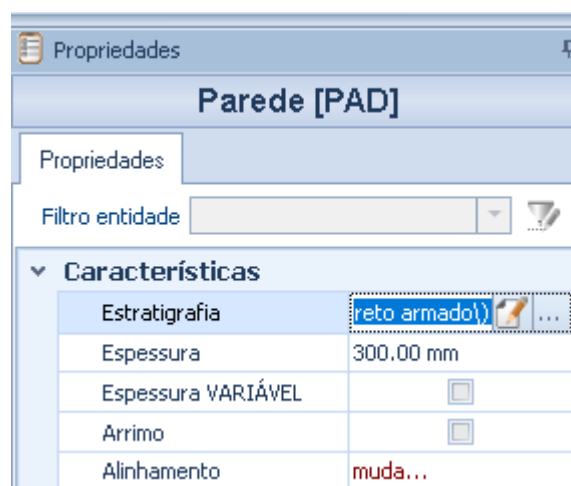 Propriedades
Parede [PAD]
Propriedades
Filtro entidade
Características
Estratigrafia reto armado\) ...
Espessura 300.00 mm
Espessura VARIÁVEL
Arrimo
Alinhamento muda...